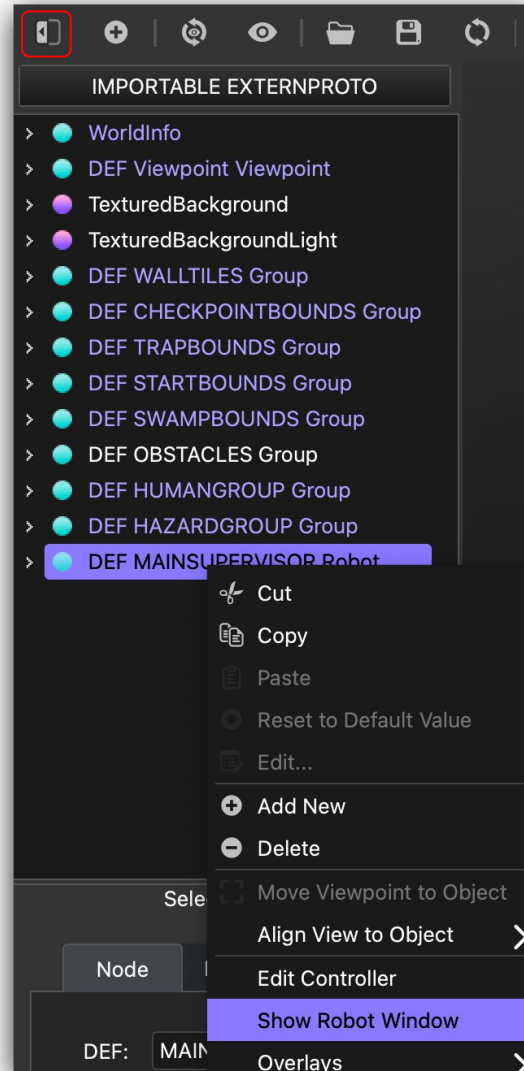 IMPORTABLE EXTERNPROTO
WorldInfo
DEF Viewpoint Viewpoint
TexturedBackground
TexturedBackgroundLight
DEF WALLTILES Group
DEF CHECKPOINTBOUNDS Group
DEF TRAPBOUNDS Group
DEF STARTBOUNDS Group
DEF SWAMPBOUNDS Group
DEF OBSTACLES Group
DEF HUMANGROUP Group
DEF HAZARDGROUP Group
DEF MAINSUPERVISOR Robot
Cut
Copy
Paste
Reset to Default Value
Edit...
Add New
Delete
Move Viewpoint to Object
Sele
Align View to Object
Node
Edit Controller
Show Robot Window
DEF: MAIN
Overlays